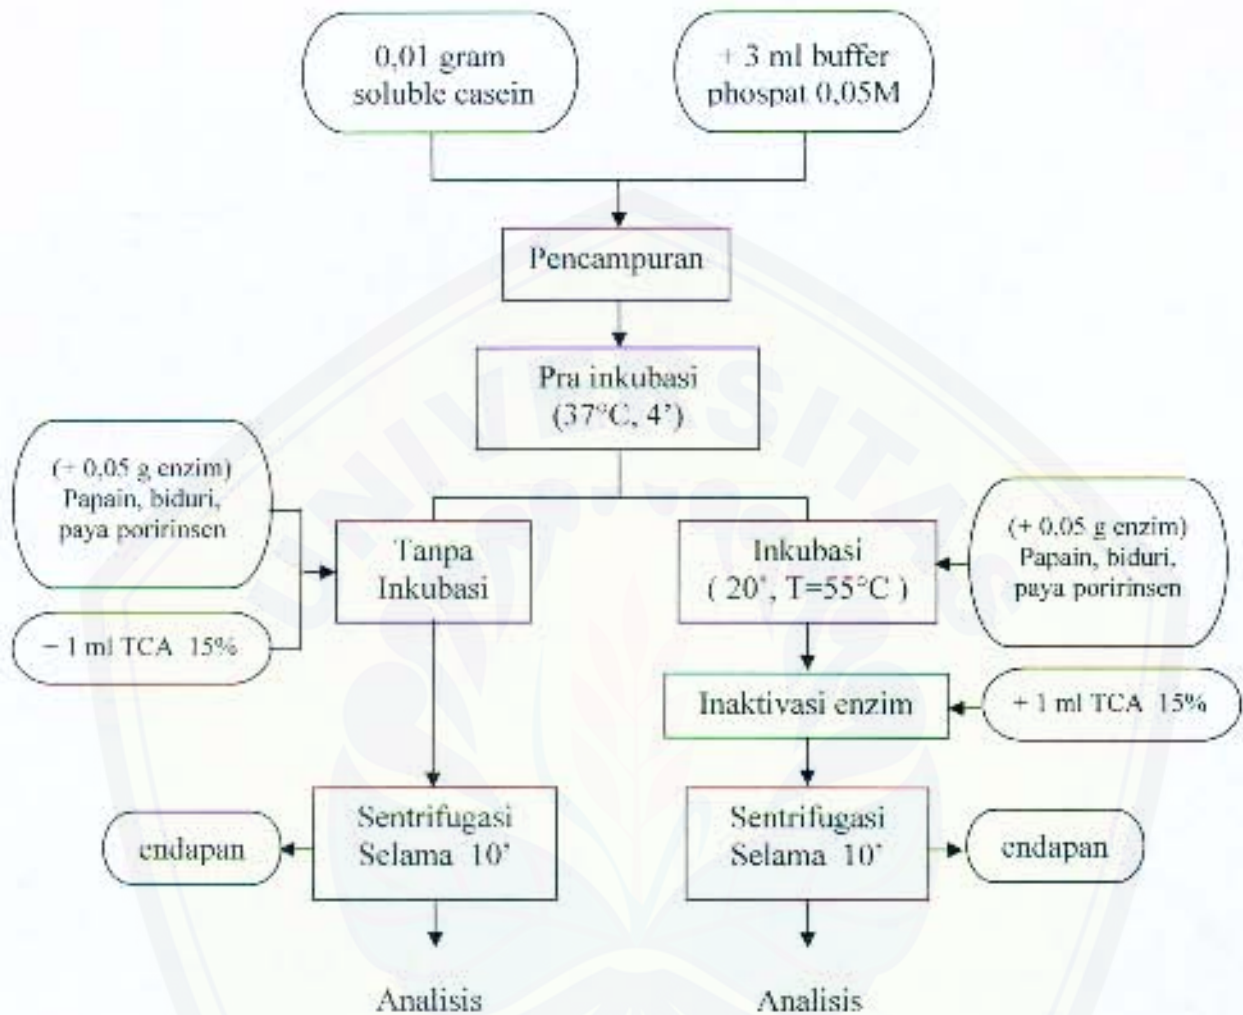 0,01 gram
soluble casein
+ 3 ml buffer
phospat 0,05M
Pencampuran
Pra inkubasi
(37°C, 4’)
(+ 0,05 g enzim)
Papain, biduri,
paya poririnsen
− 1 ml TCA 15%
Tanpa
Inkubasi
Inkubasi
( 20’, T=55°C )
(+ 0,05 g enzim)
Papain, biduri,
paya poririnsen
Inaktivasi enzim
+ 1 ml TCA 15%
Sentrifugasi
Selama 10’
endapan
Sentrifugasi
Selama 10’
endapan
Analisis
Analisis
UNIVERSITAS